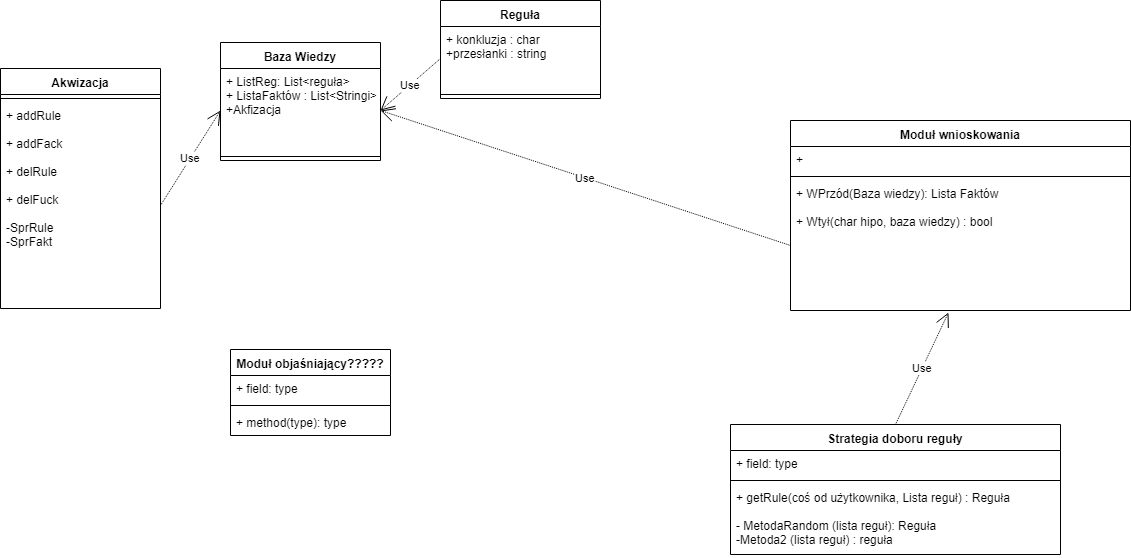 Reguła
+ konkluzja : char
+przesłanki : string
Use
Baza Wiedzy
+ ListReg: List<reguła>
+ ListaFaktów : List<Stringi>
+Akfizacja
Akwizacja
+ addRule
+ addFack
+ delRule
+ delFuck
-SprRule
-SprFakt
Use
Use
Moduł wnioskowania
+
+ WPrzód(Baza wiedzy): Lista Faktów
+ Wtył(char hipo, baza wiedzy) : bool
Moduł objaśniający?????
+ field: type
+ method(type): type
Use
Strategia doboru reguły
+ field: type
+ getRule(coś od użytkownika, Lista reguł) : Reguła
- MetodaRandom (lista reguł): Reguła
-Metoda2 (lista reguł) : reguła